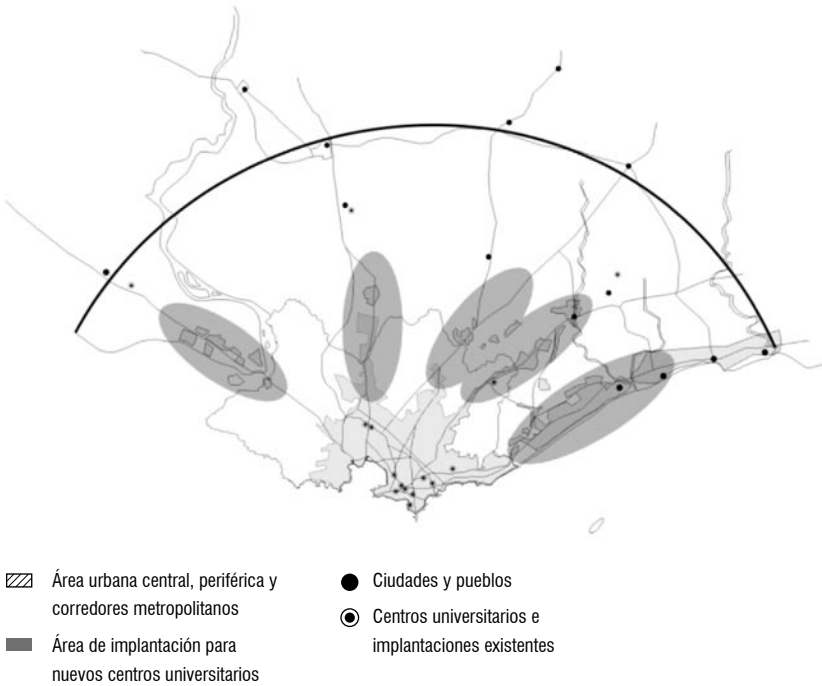 Área urbana central, periférica y
corredores metropolitanos
Área de implantación para
nuevos centros universitarios
Ciudades y pueblos
Centros universitarios e
implantaciones existentes